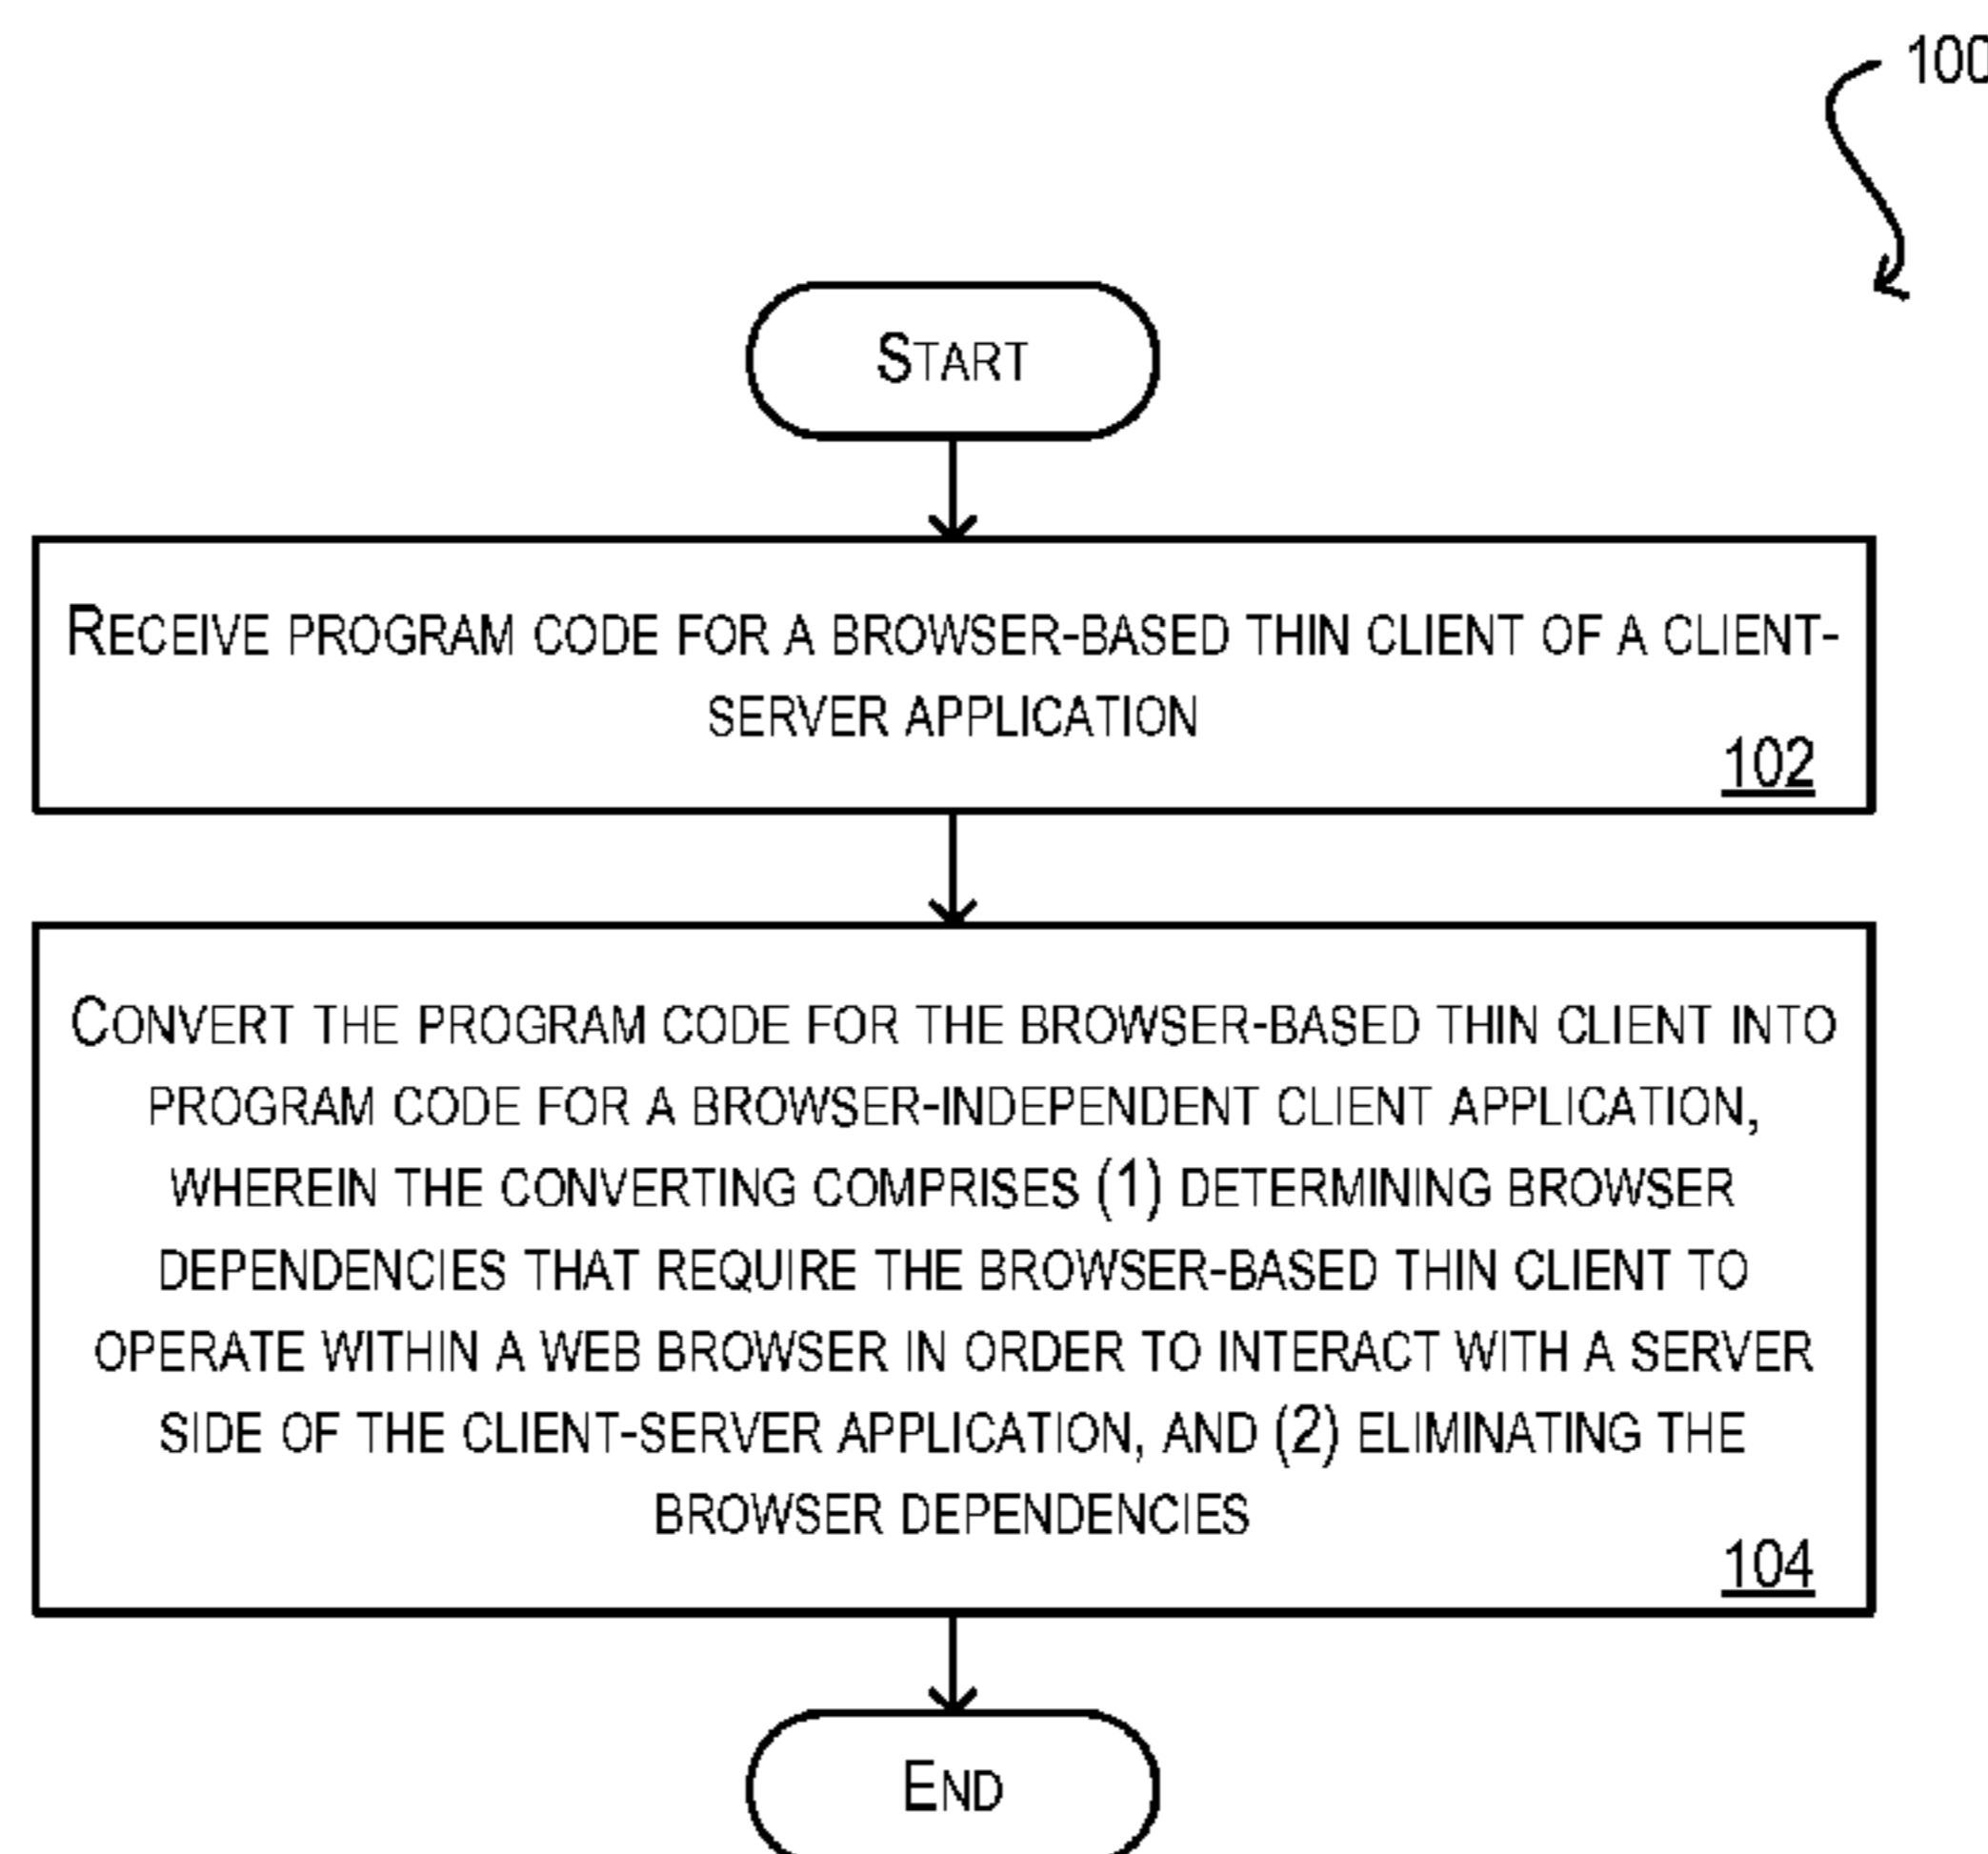 100
START
RECEIVE PROGRAM CODE FOR A BROWSER-BASED THIN CLIENT OF A CLIENT-
SERVER APPLICATION
102
CONVERT THE PROGRAM CODE FOR THE BROWSER-BASED THIN CLIENT INTO
PROGRAM CODE FOR A BROWSER-INDEPENDENT CLIENT APPLICATION,
WHEREIN THE CONVERTING COMPRISES (1) DETERMINING BROWSER
DEPENDENCIES THAT REQUIRE THE BROWSER-BASED THIN CLIENT TO
OPERATE WITHIN A WEB BROWSER IN ORDER TO INTERACT WITH A SERVER
SIDE OF THE CLIENT-SERVER APPLICATION, AND (2) ELIMINATING THE
BROWSER DEPENDENCIES
104
END